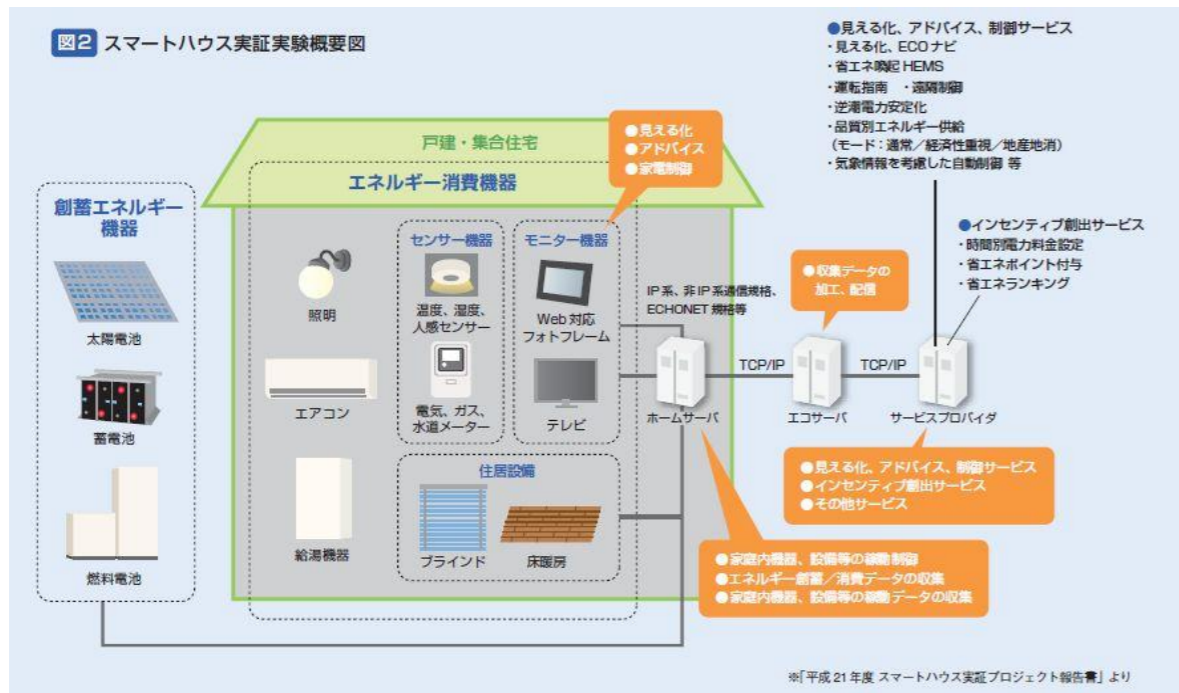 図2 スマートハウス実証実験概要図
●見える化、アドバイス、制御サービス
・見える化、ECOナビ
・省エネ喚起HEMS
・運転指南 ・遠隔制御
・逆潮電力安定化
・品質別エネルギー供給
(モード:通常/経済性重視/地産地消)
・気象情報を考慮した自動制御 等
●インセンティブ創出サービス
・時間別電力料金設定
・省エネポイント付与
・省エネランキング
戸建・集合住宅
●見える化
●アドバイス
●家電制御
エネルギー消費機器
創蓄エネルギー
機器
太陽電池
蓄電池
燃料電池
照明
エアコン
給湯機器
センサー機器
温度、湿度、
人感センサー
電気、ガス、
水道メーター
モニター機器
Web対応
フォトフレーム
テレビ
住居設備
ブラインド
床暖房
IP系、非IP系通信規格、
ECHONET規格等
ホームサーバ
TCP/IP
●収集データの
加工、配信
エコサーバ
TCP/IP
サービスプロバイダ
●見える化、アドバイス、制御サービス
●インセンティブ創出サービス
●その他サービス
●家庭内機器、設備等の稼動制御
●エネルギー創蓄/消費データの収集
●家庭内機器、設備等の稼動データの収集
※「平成21年度 スマートハウス実証プロジェクト報告書」より